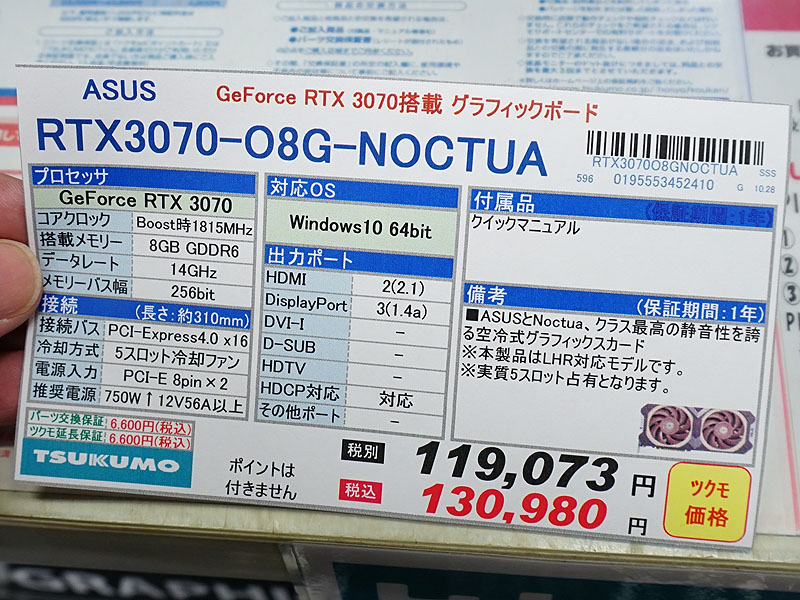 ASUS
GeForce RTX 3070搭載 グラフィックボード
RTX3070-O8G-NOCTUA
RTX3070O8GNOCTUA
SSS
596 0195553452410 G 10.28
プロセッサ
GeForce RTX 3070
コアクロック Boost時1815MHz
搭載メモリー 8GB GDDR6
データレート 14GHz
メモリーバス幅 256bit
接続 (長さ:約310mm)
接続バス PCI-Express4.0 x16
冷却方式 5スロット冷却ファン
電源入力 PCI-E 8pin×2
推奨電源 750W↑12V56A以上
パーツ交換保証 6,600円(税込)
ツクモ延長保証 6,600円(税込)
TSUKUMO
対応OS
Windows10 64bit
出力ポート
HDMI 2(2.1)
DisplayPort 3(1.4a)
DVI-I −
D-SUB −
HDTV −
HDCP対応 対応
その他ポート −
付属品 (保証期間:1年)
クイックマニュアル
備考 (保証期間:1年)
■ASUSとNoctua、クラス最高の静音性を誇
る空冷式グラフィックスカード
※本製品はLHR対応モデルです。
※実質5スロット占有となります。
ポイントは
付きません
税別 119,073 円
税込 130,980 円
ツクモ
価格